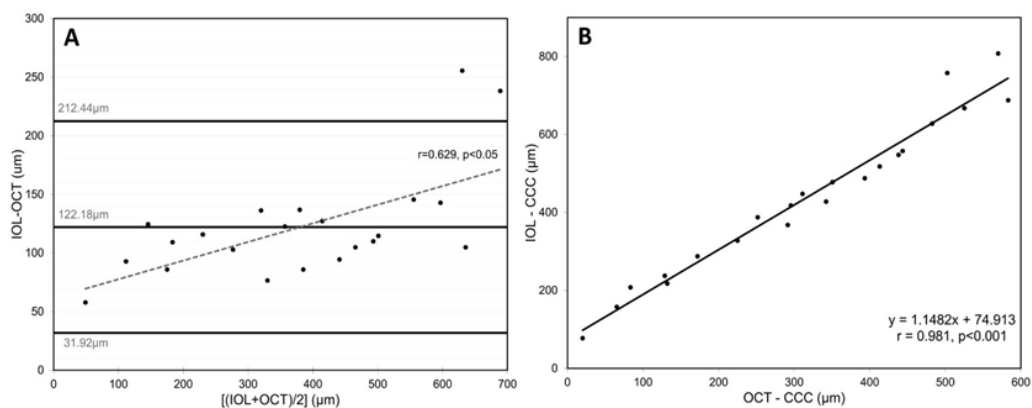 A
300
250
200
150
100
50
0
IOL-OCT (um)
212.44µm
r=0.629, p<0.05
122.18µm
31.92µm
0 100 200 300 400 500 600 700
[(IOL+OCT)/2] (µm)
B
800
600
400
200
0
IOL - CCC (µm)
y = 1.1482x + 74.913
r = 0.981, p<0.001
0 100 200 300 400 500 600
OCT - CCC (µm)